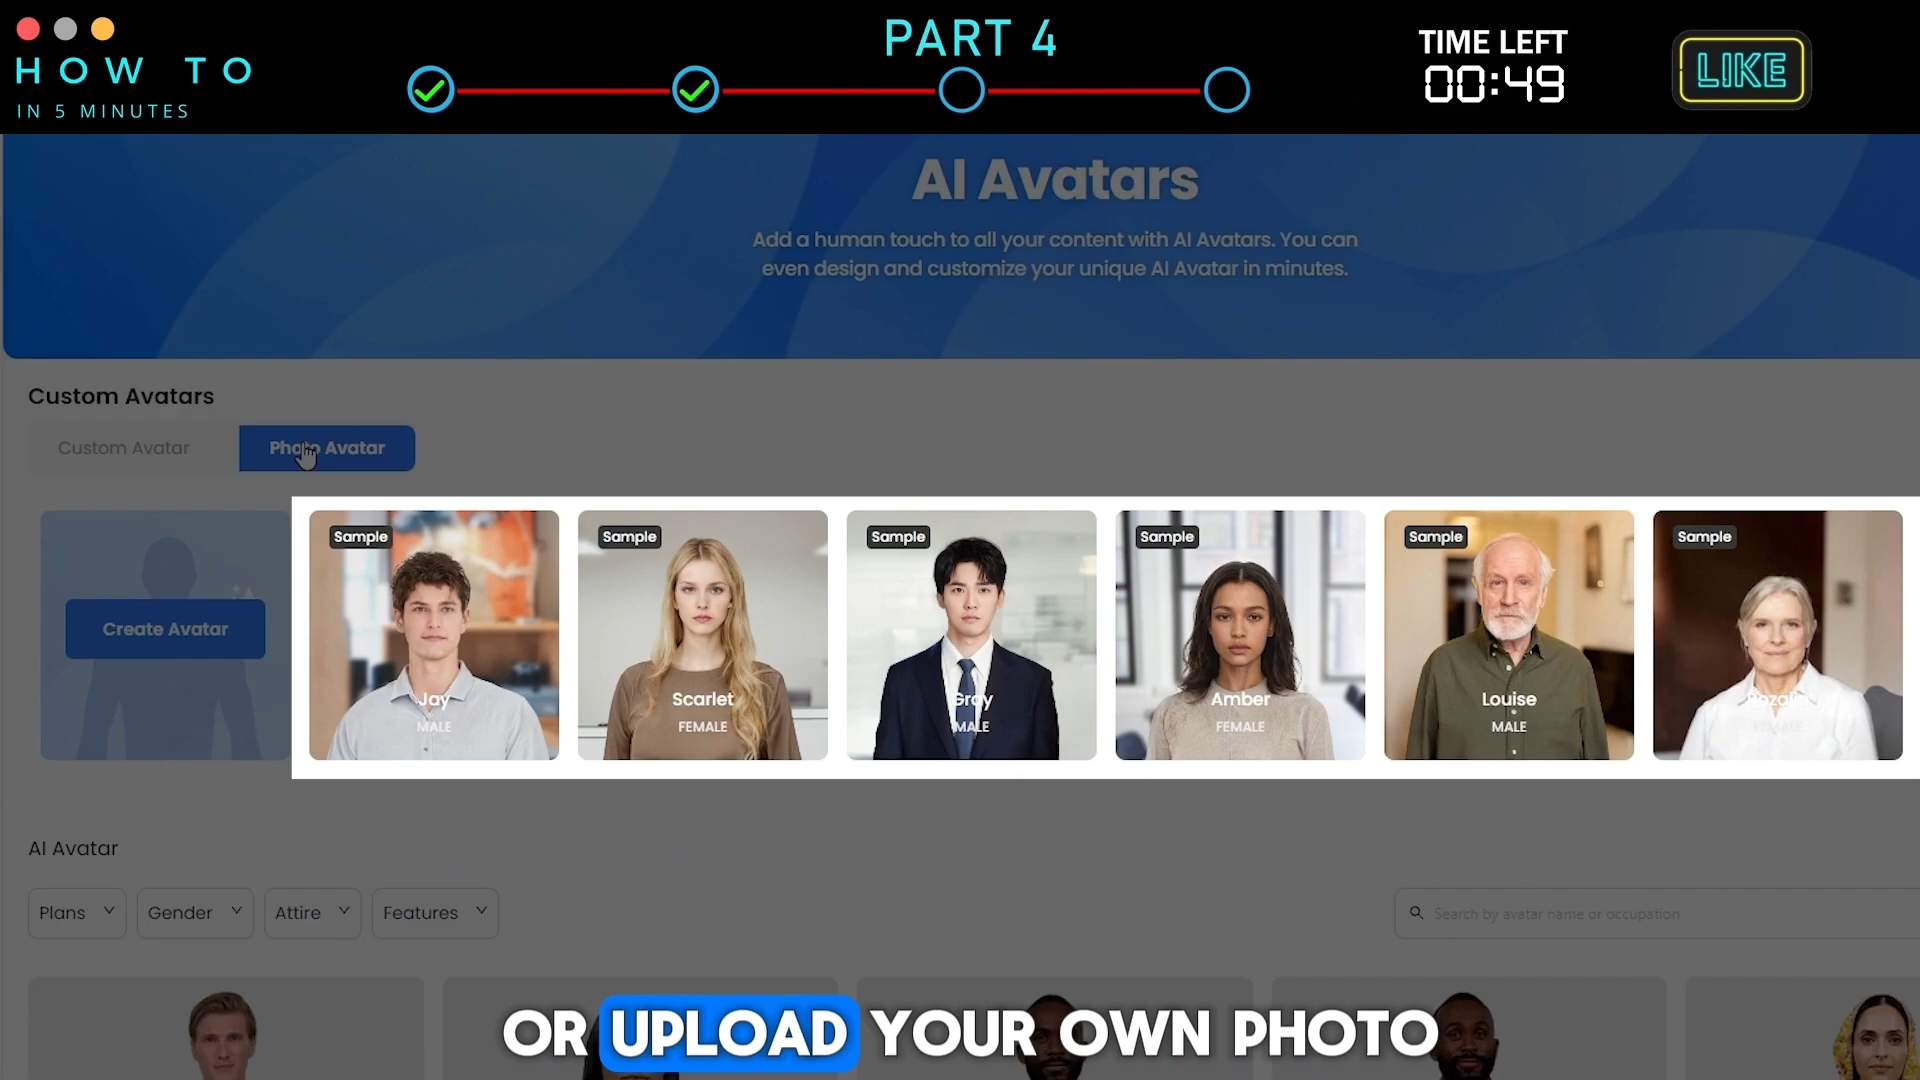 HOW TO
IN 5 MINUTES
PART 4
TIME LEFT
00:49
LIKE
AI Avatars
Add a human touch to all your content with AI Avatars. You can
even design and customize your unique AI Avatar in minutes.
Custom Avatars
Custom Avatar
Photo Avatar
Create Avatar
Sample
Jay
MALE
Sample
Scarlet
FEMALE
Sample
Gray
MALE
Sample
Amber
FEMALE
Sample
Louise
MALE
Sample
FEMALE
AI Avatar
Plans
Gender
Attire
Features
Search by avatar name or occupation
OR UPLOAD YOUR OWN PHOTO